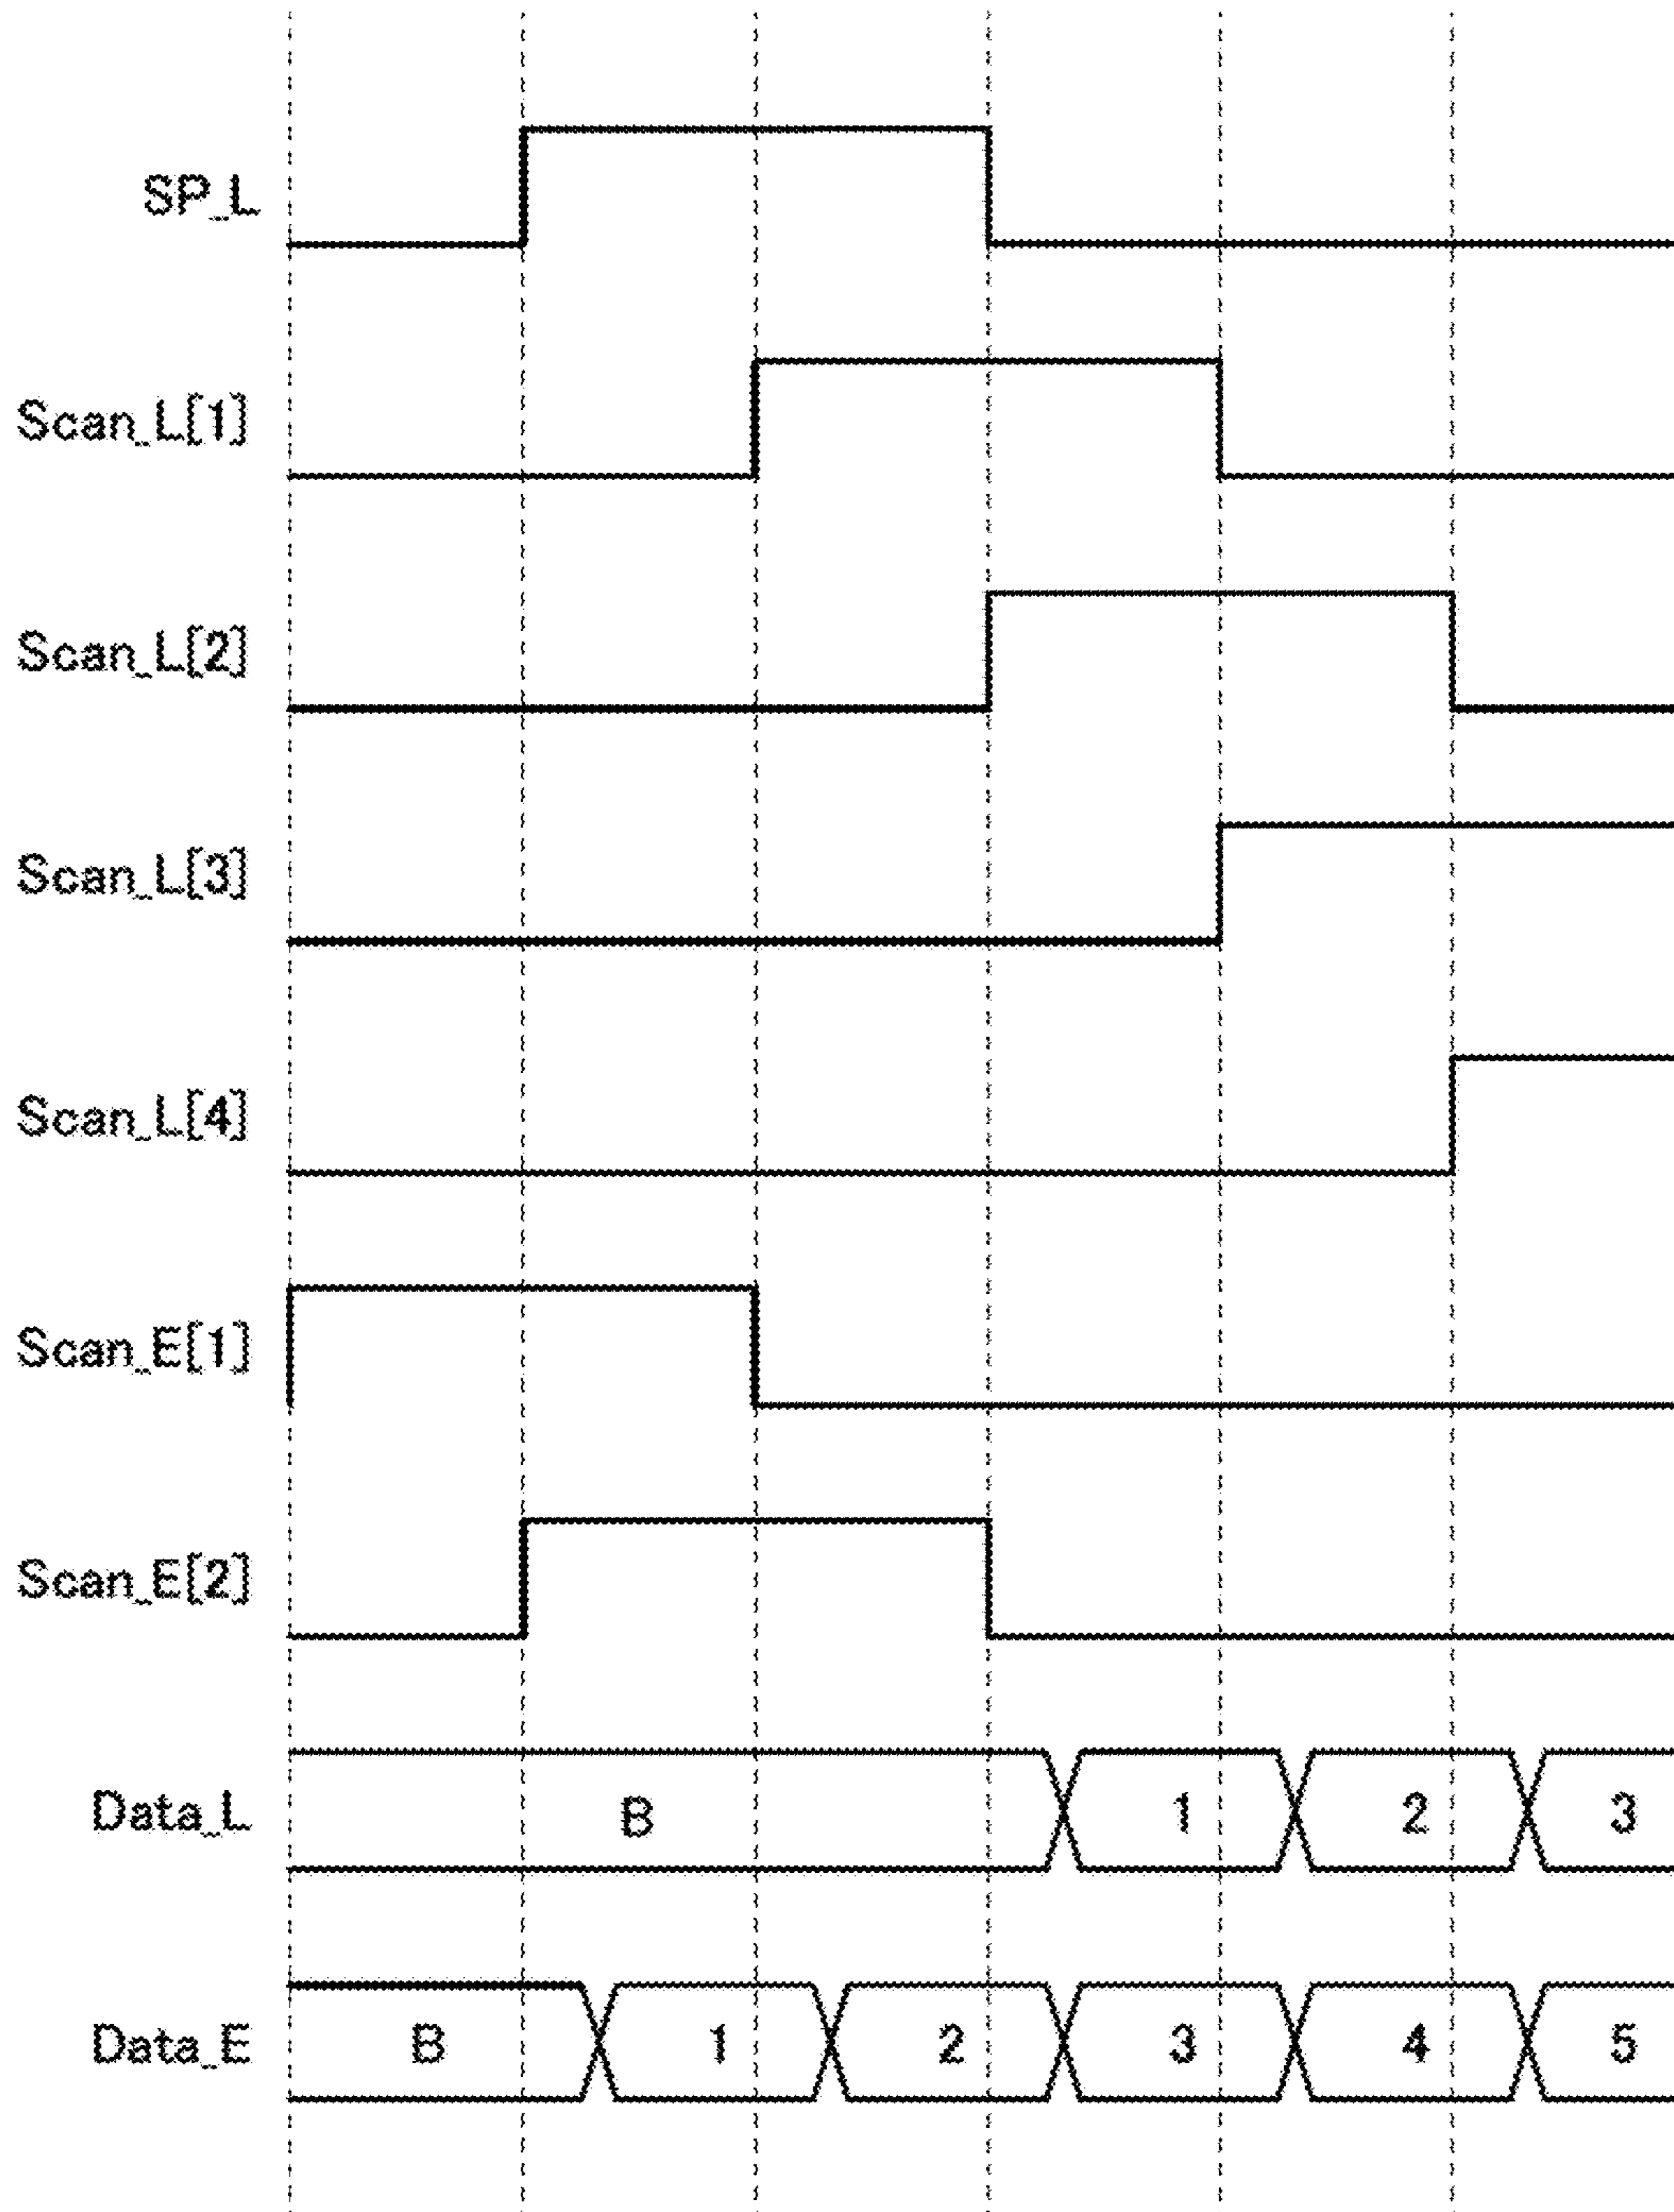 SP_L
Scan_L[1]
Scan_L[2]
Scan_L[3]
Scan_L[4]
Scan_E[1]
Scan_E[2]
Data_L B 1 2 3
Data_E B 1 2 3 4 5